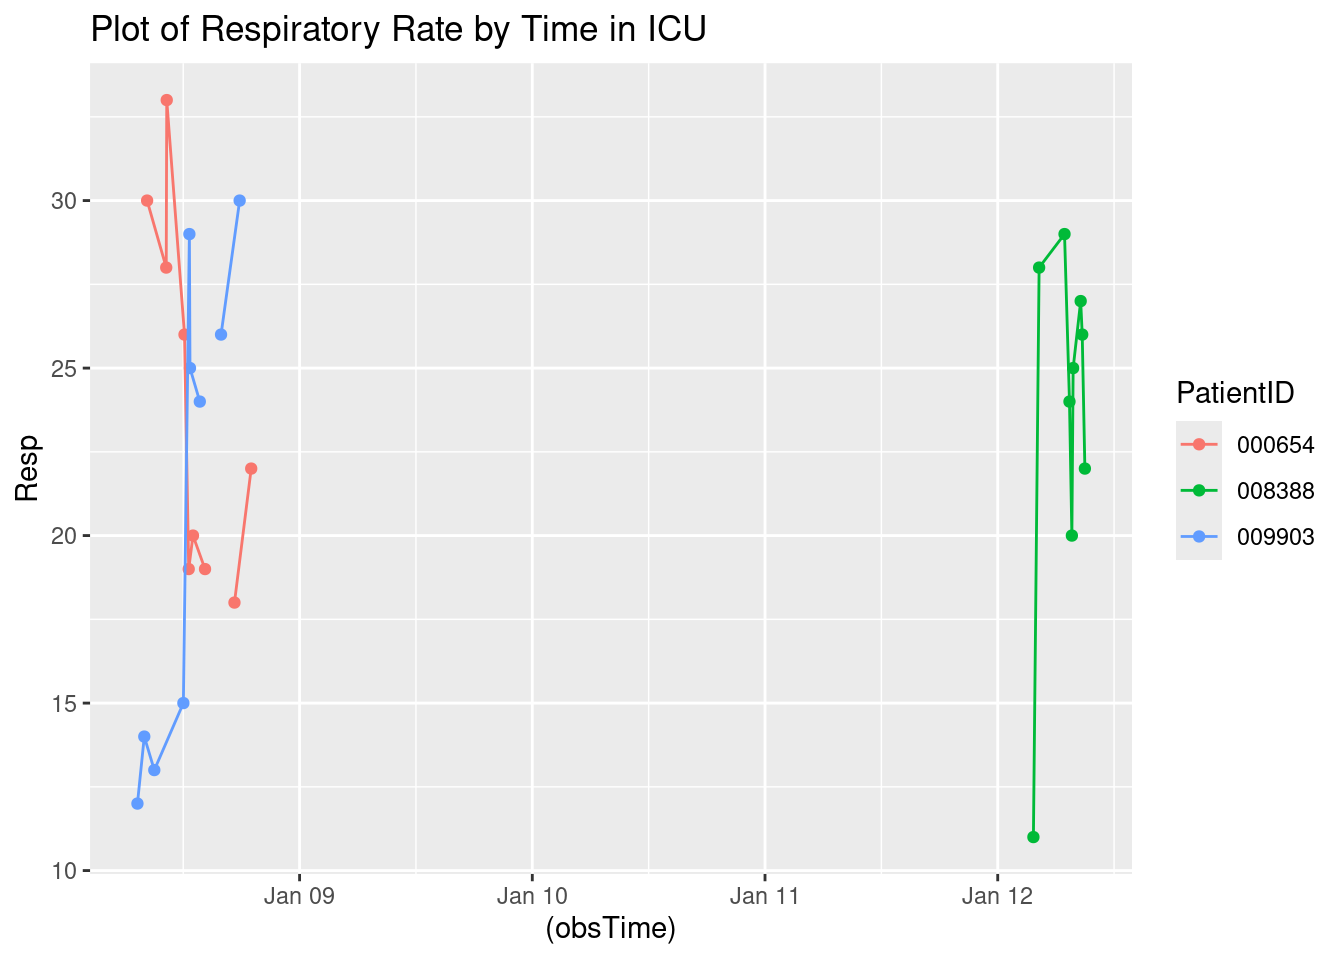 Plot of Respiratory Rate by Time in ICU
30
25
20
15
10
Resp
Jan 09
Jan 10
Jan 11
Jan 12
(obsTime)
PatientID
000654
008388
009903